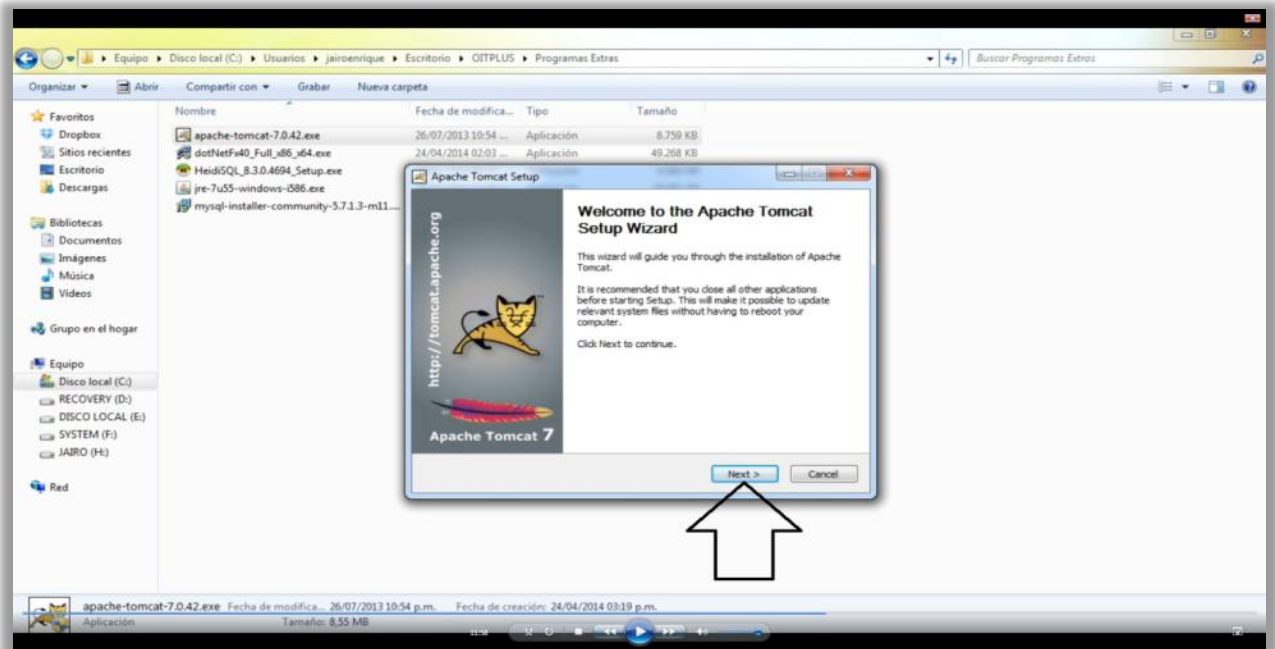 Equipo ▸ Disco local (C:) ▸ Usuarios ▸ jairoenrique ▸ Escritorio ▸ OITPLUS ▸ Programas Extras
Buscar Programas Extras
Organizar Abrir Compartir con Grabar Nueva carpeta
Nombre Fecha de modifica... Tipo Tamaño
apache-tomcat-7.0.42.exe 26/07/2013 10:54 ... Aplicación 8.759 KB
dotNetFx40_Full_x86_x64.exe 24/04/2014 02:03 ... Aplicación 49.268 KB
HeidiSQL_8.3.0.4694_Setup.exe
jre-7u55-windows-i586.exe
mysql-installer-community-5.7.1.3-m11....
Favoritos
Dropbox
Sitios recientes
Escritorio
Descargas
Bibliotecas
Documentos
Imágenes
Música
Vídeos
Grupo en el hogar
Equipo
Disco local (C:)
RECOVERY (D:)
DISCO LOCAL (E:)
SYSTEM (F:)
JAIRO (H:)
Red
Apache Tomcat Setup
http://tomcat.apache.org
Apache Tomcat 7
Welcome to the Apache Tomcat
Setup Wizard
This wizard will guide you through the installation of Apache
Tomcat.
It is recommended that you close all other applications
before starting Setup. This will make it possible to update
relevant system files without having to reboot your
computer.
Click Next to continue.
Next >
Cancel
apache-tomcat-7.0.42.exe Fecha de modifica... 26/07/2013 10:54 p.m. Fecha de creación: 24/04/2014 03:19 p.m.
Aplicación Tamaño: 8,55 MB